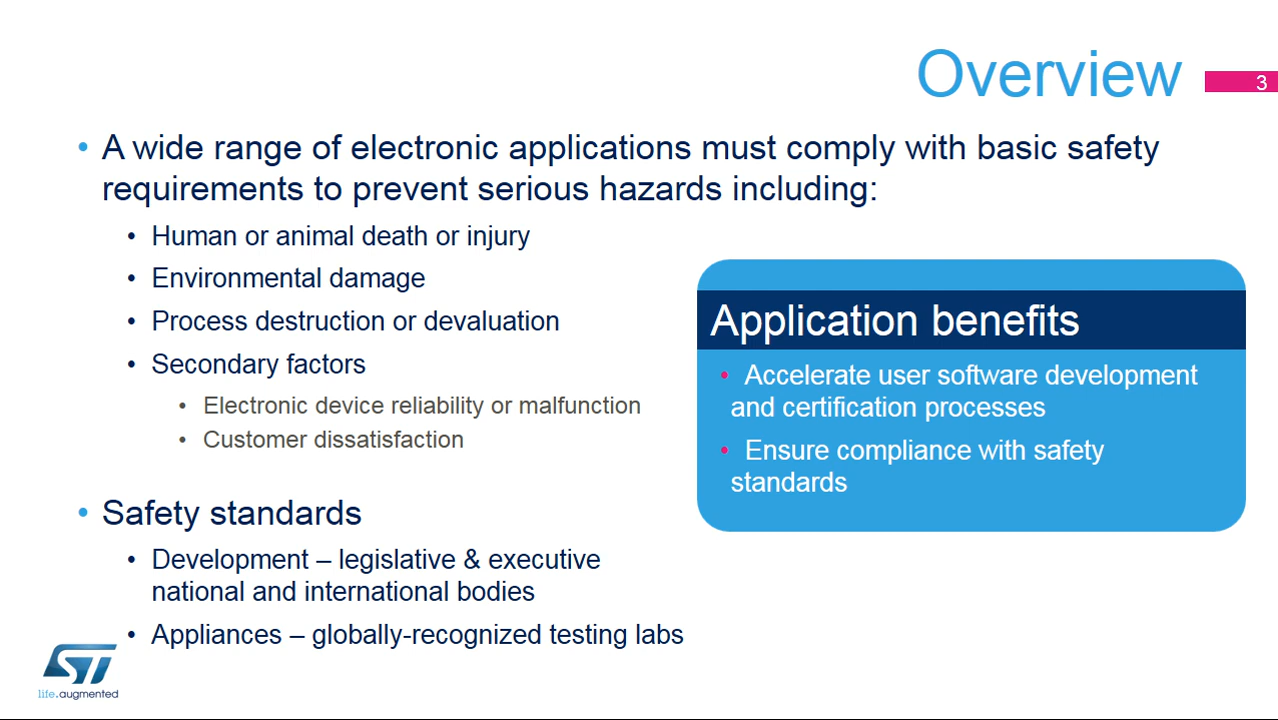 Overview
3
• A wide range of electronic applications must comply with basic safety
requirements to prevent serious hazards including:
• Human or animal death or injury
• Environmental damage
• Process destruction or devaluation
• Secondary factors
• Electronic device reliability or malfunction
• Customer dissatisfaction
Application benefits
• Accelerate user software development
and certification processes
• Ensure compliance with safety
standards
• Safety standards
• Development – legislative & executive
national and international bodies
• Appliances – globally-recognized testing labs
ST
life.augmented